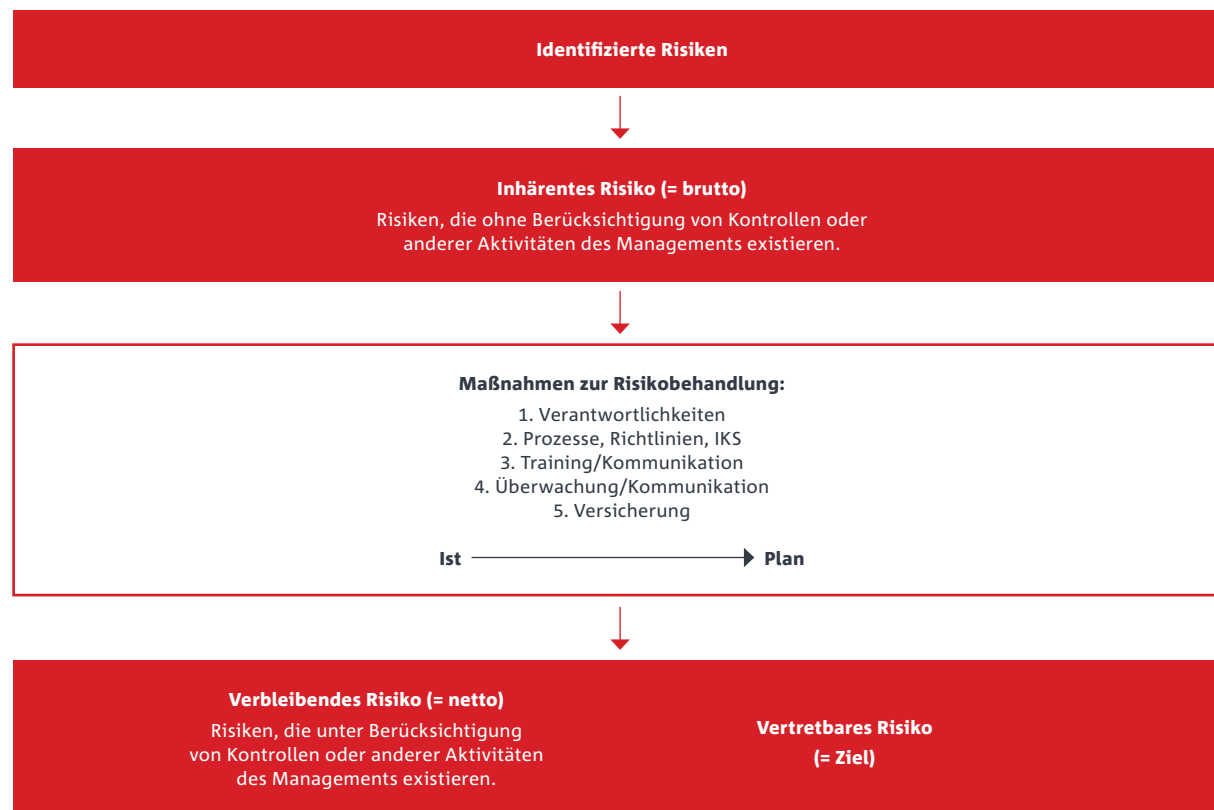 Identifizierte Risiken
Inhärentes Risiko (= brutto)
Risiken, die ohne Berücksichtigung von Kontrollen oder
anderer Aktivitäten des Managements existieren.
Maßnahmen zur Risikobehandlung:
1. Verantwortlichkeiten
2. Prozesse, Richtlinien, IKS
3. Training/Kommunikation
4. Überwachung/Kommunikation
5. Versicherung
Ist Plan
Verbleibendes Risiko (= netto)
Risiken, die unter Berücksichtigung
von Kontrollen oder anderer Aktivitäten
des Managements existieren.
Vertretbares Risiko
(= Ziel)